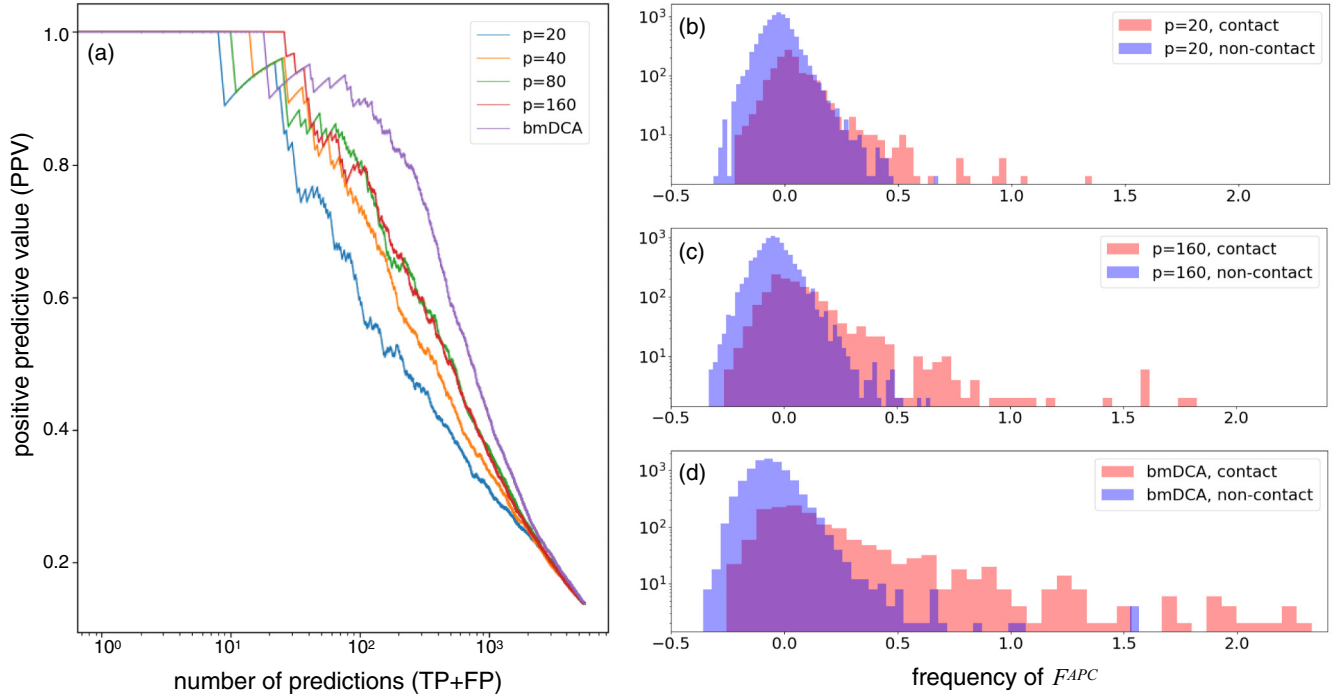 (a)
p=20
p=40
p=80
p=160
bmDCA
1.0
0.8
0.6
0.4
0.2
10⁰
10¹
10²
10³
positive predictive value (PPV)
number of predictions (TP+FP)
(b)
p=20, contact
p=20, non-contact
10³
10²
10¹
−0.5
0.0
0.5
1.0
1.5
2.0
(c)
p=160, contact
p=160, non-contact
10³
10²
10¹
−0.5
0.0
0.5
1.0
1.5
2.0
(d)
bmDCA, contact
bmDCA, non-contact
10³
10²
10¹
−0.5
0.0
0.5
1.0
1.5
2.0
frequency of F^APC